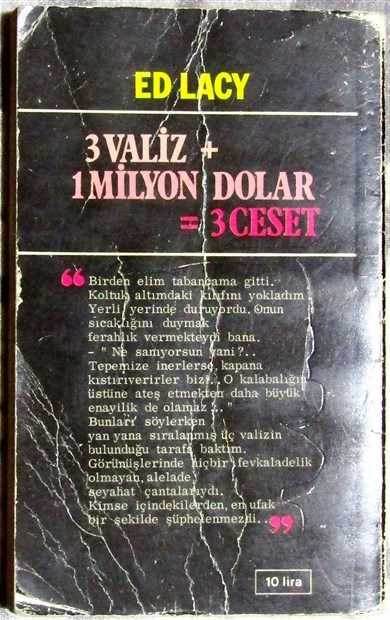 ED LACY
3 VALİZ +
1 MİLYON DOLAR
= 3 CESET
“ Birden elim tabancama gitti.
Koltuk altımdaki kılıfını yokladım
Yerli yerinde duruyordu. Onun
sıcaklığını duymak
ferahlık vermekteydi bana.
- " Ne sanıyorsun yani?..
Tepemize inerlerse, kapana
kıstırıverirler bizi... O kalabalığın
üstüne ateş etmekten daha büyük
enayilik de olamaz ..."
Bunları söylerken
yan yana sıralanmış üç valizin
bulunduğu tarafa baktım.
Görünüşlerinde hiçbir fevkaladelik
olmayan, alelade
seyahat çantalarıydı.
Kimse içindekilerden, en ufak
bir şekilde şüphelenmezdi.. ”
10 lira